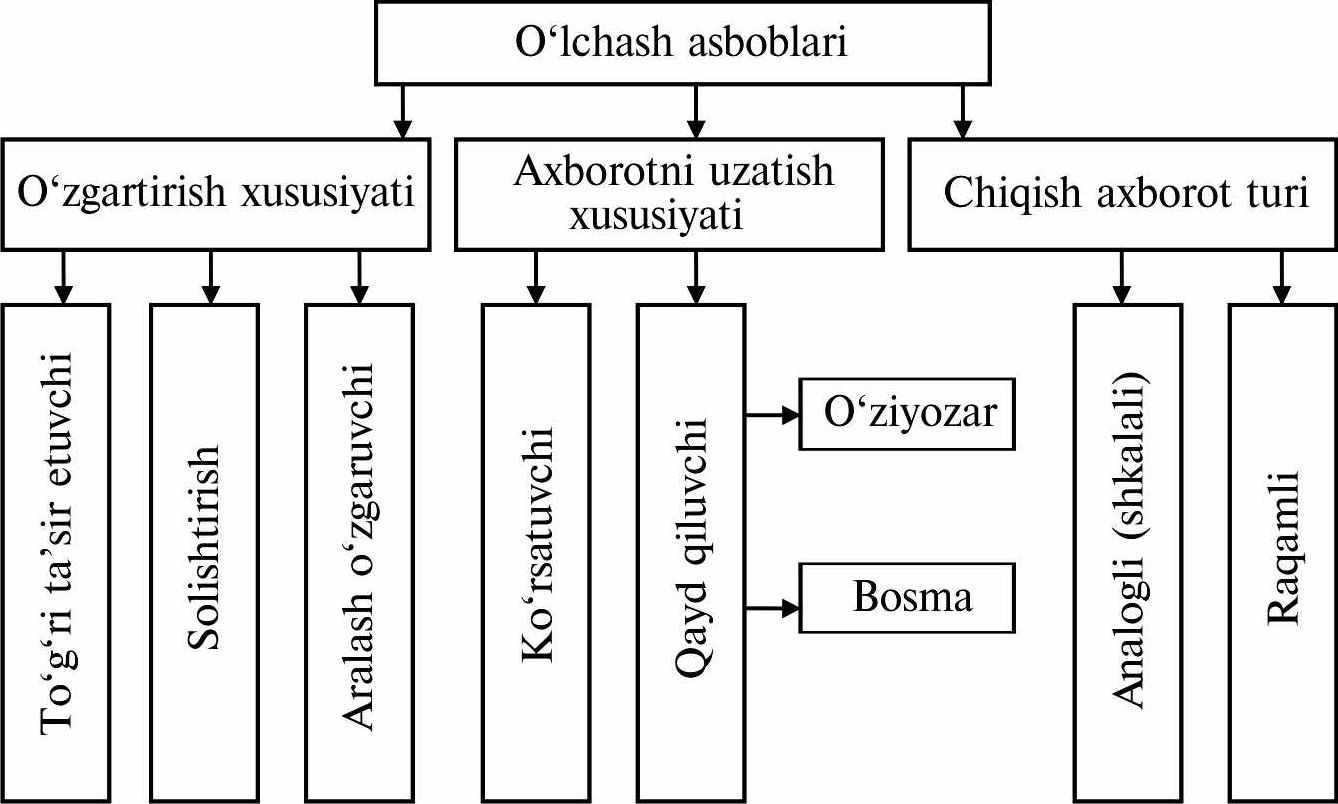 O‘lchash asboblari
O‘zgartirish xususiyati
Axborotni uzatish
xususiyati
Chiqish axborot turi
To‘g‘ri ta’sir etuvchi
Solishtirish
Aralash o‘zgaruvchi
Ko‘rsatuvchi
Qayd qiluvchi
O‘ziyozar
Bosma
Analogli (shkalali)
Raqamli